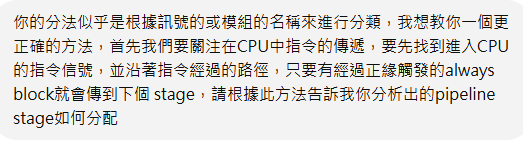 你的分法似乎是根據訊號的或模組的名稱來進行分類，我想教你一個更
正確的方法，首先我們要關注在CPU中指令的傳遞，要先找到進入CPU
的指令信號，並沿著指令經過的路徑，只要有經過正緣觸發的always
block就會傳到下個 stage，請根據此方法告訴我你分析出的pipeline
stage如何分配